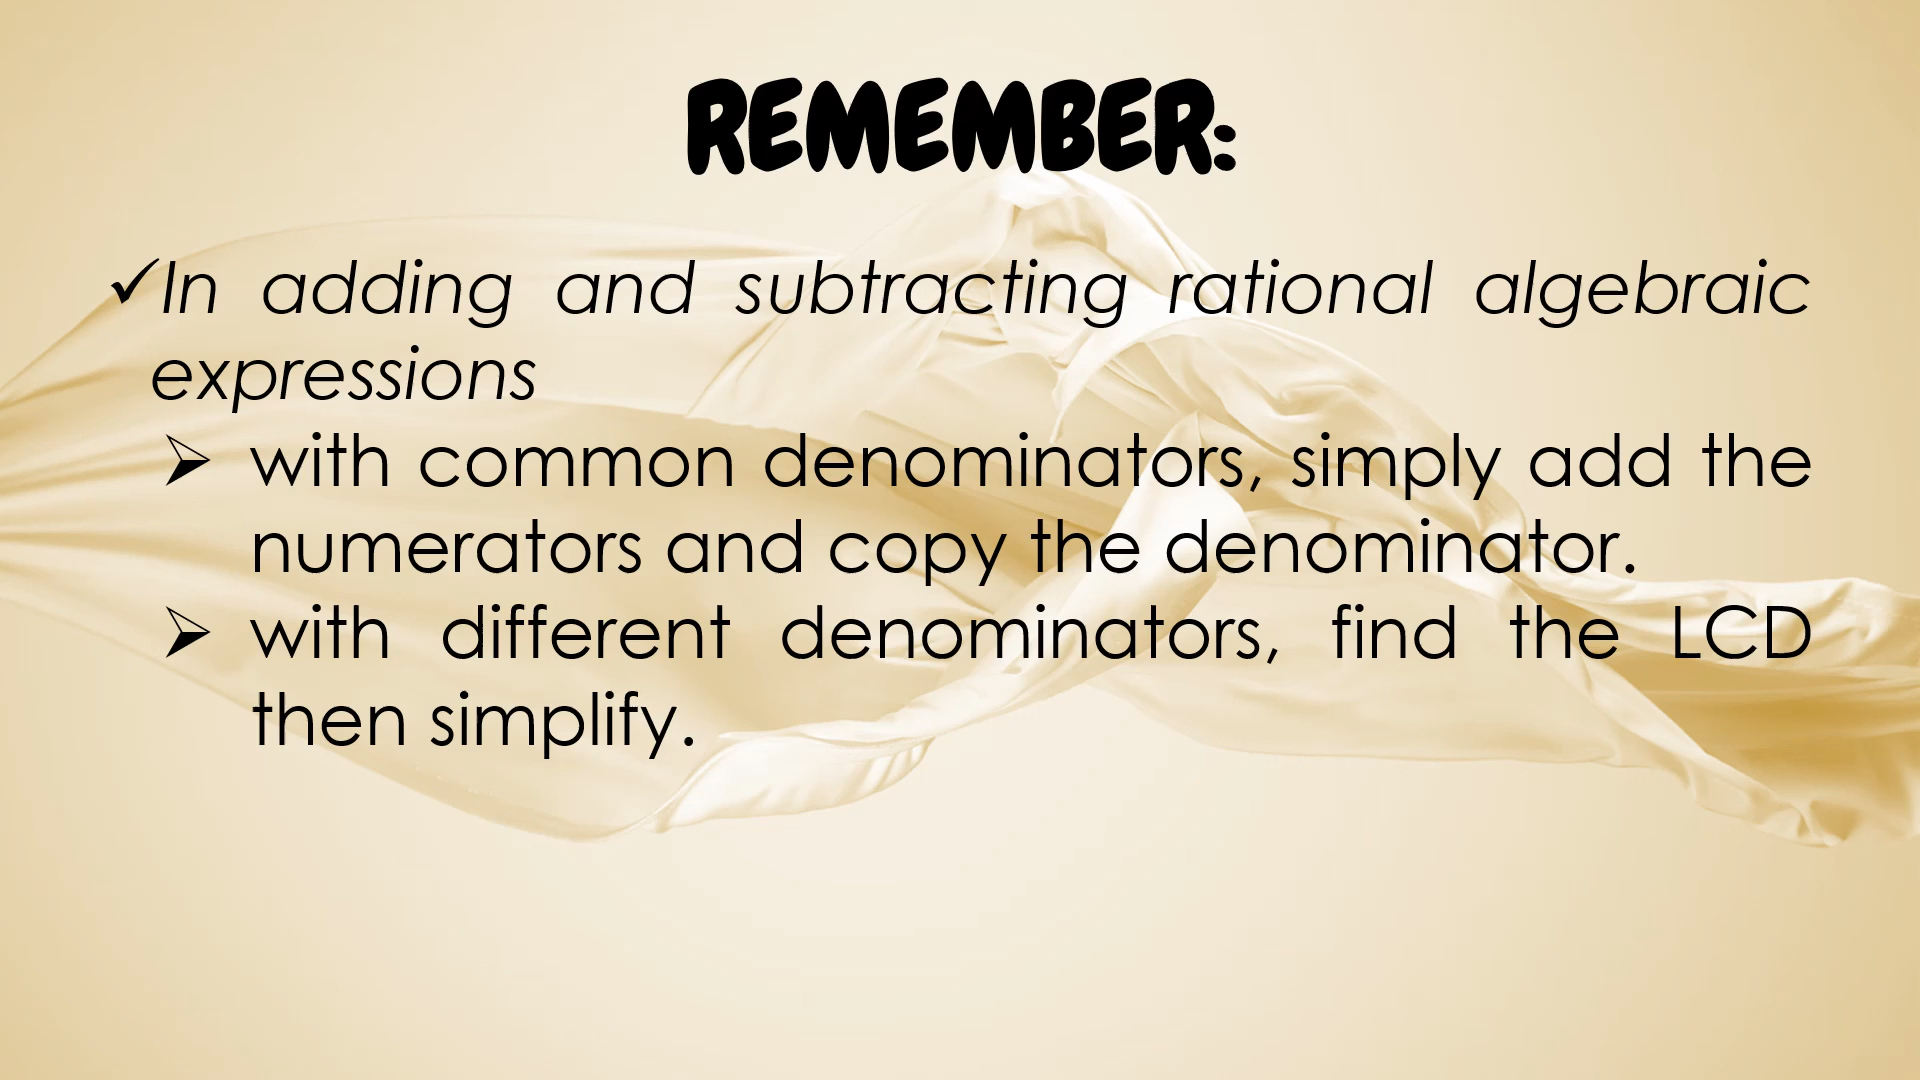 REMEMBER:
✓In adding and subtracting rational algebraic
expressions
➢ with common denominators, simply add the
numerators and copy the denominator.
➢ with different denominators, find the LCD
then simplify.